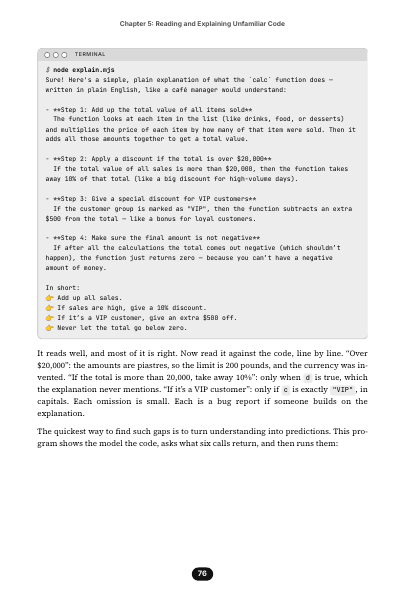 Chapter 5: Reading and Explaining Unfamiliar Code
TERMINAL
$ node explain.mjs
Sure! Here's a simple, plain explanation of what the `calc` function does —
written in plain English, like a café manager would understand:
- **Step 1: Add up the total value of all items sold**
The function looks at each item in the list (like drinks, food, or desserts)
and multiplies the price of each item by how many of that item were sold. Then it
adds all those amounts together to get a total value.
- **Step 2: Apply a discount if the total is over $20,000**
If the total value of all sales is more than $20,000, then the function takes
away 10% of that total (like a big discount for high-volume days).
- **Step 3: Give a special discount for VIP customers**
If the customer group is marked as "VIP", then the function subtracts an extra
$500 from the total — like a bonus for loyal customers.
- **Step 4: Make sure the final amount is not negative**
If after all the calculations the total comes out negative (which shouldn't
happen), the function just returns zero — because you can't have a negative
amount of money.
In short:
👉 Add up all sales.
👉 If sales are high, give a 10% discount.
👉 If it's a VIP customer, give an extra $500 off.
👉 Never let the total go below zero.
It reads well, and most of it is right. Now read it against the code, line by line. “Over
$20,000”: the amounts are piastres, so the limit is 200 pounds, and the currency was in-
vented. “If the total is more than 20,000, take away 10%”: only when d is true, which
the explanation never mentions. “If it’s a VIP customer”: only if c is exactly "VIP", in
capitals. Each omission is small. Each is a bug report if someone builds on the
explanation.
The quickest way to find such gaps is to turn understanding into predictions. This pro-
gram shows the model the code, asks what six calls return, and then runs them:
76